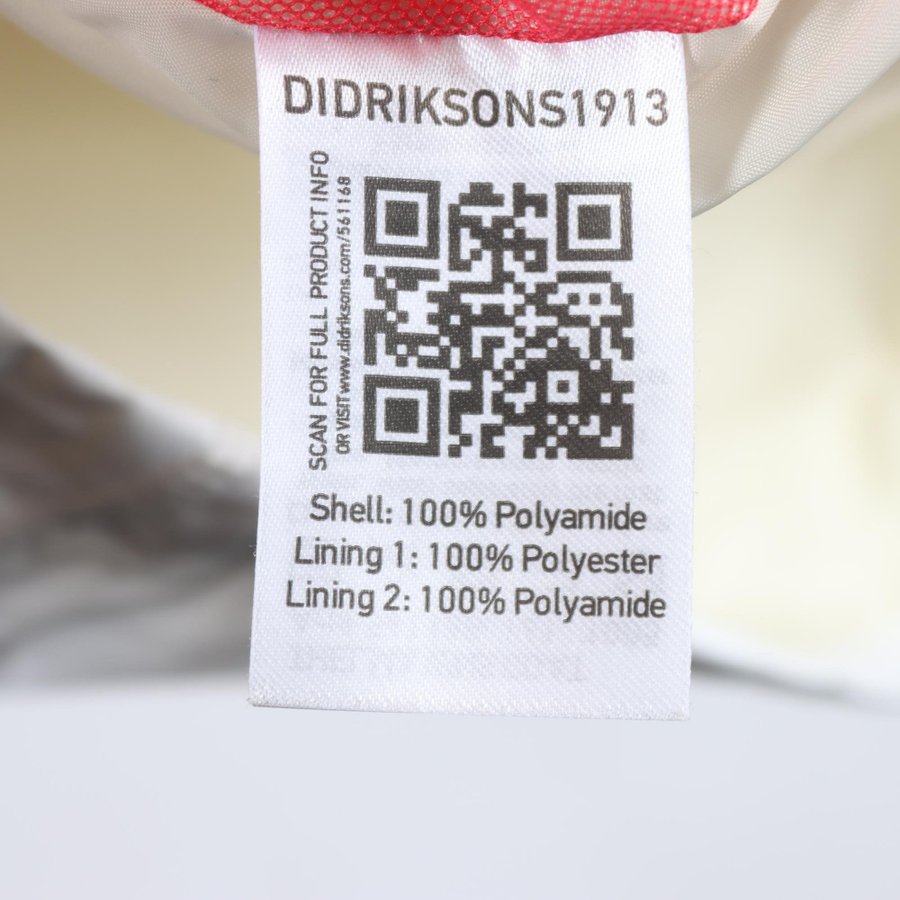 DIDRIKSONS1913
SCAN FOR FULL PRODUCT INFO
OR VISIT www.didriksons.com/561168
Shell: 100% Polyamide
Lining 1: 100% Polyester
Lining 2: 100% Polyamide